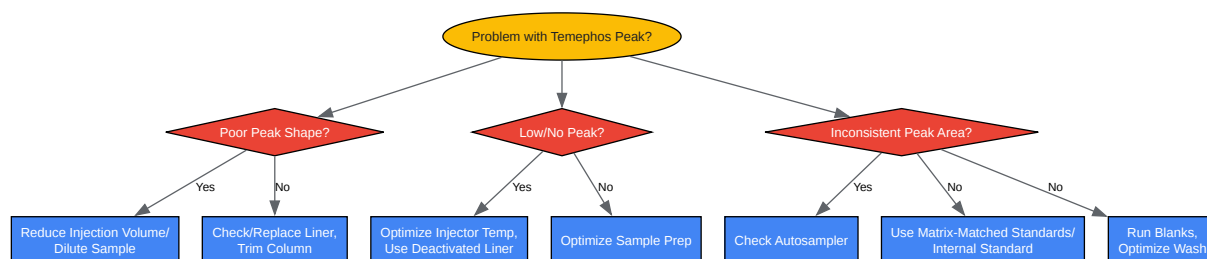 Problem with Temephos Peak?
Poor Peak Shape?
Low/No Peak?
Inconsistent Peak Area?
Yes
No
Yes
No
Yes
No
No
Reduce Injection Volume/
Dilute Sample
Check/Replace Liner,
Trim Column
Optimize Injector Temp,
Use Deactivated Liner
Optimize Sample Prep
Check Autosampler
Use Matrix-Matched Standards/
Internal Standard
Run Blanks,
Optimize Wash